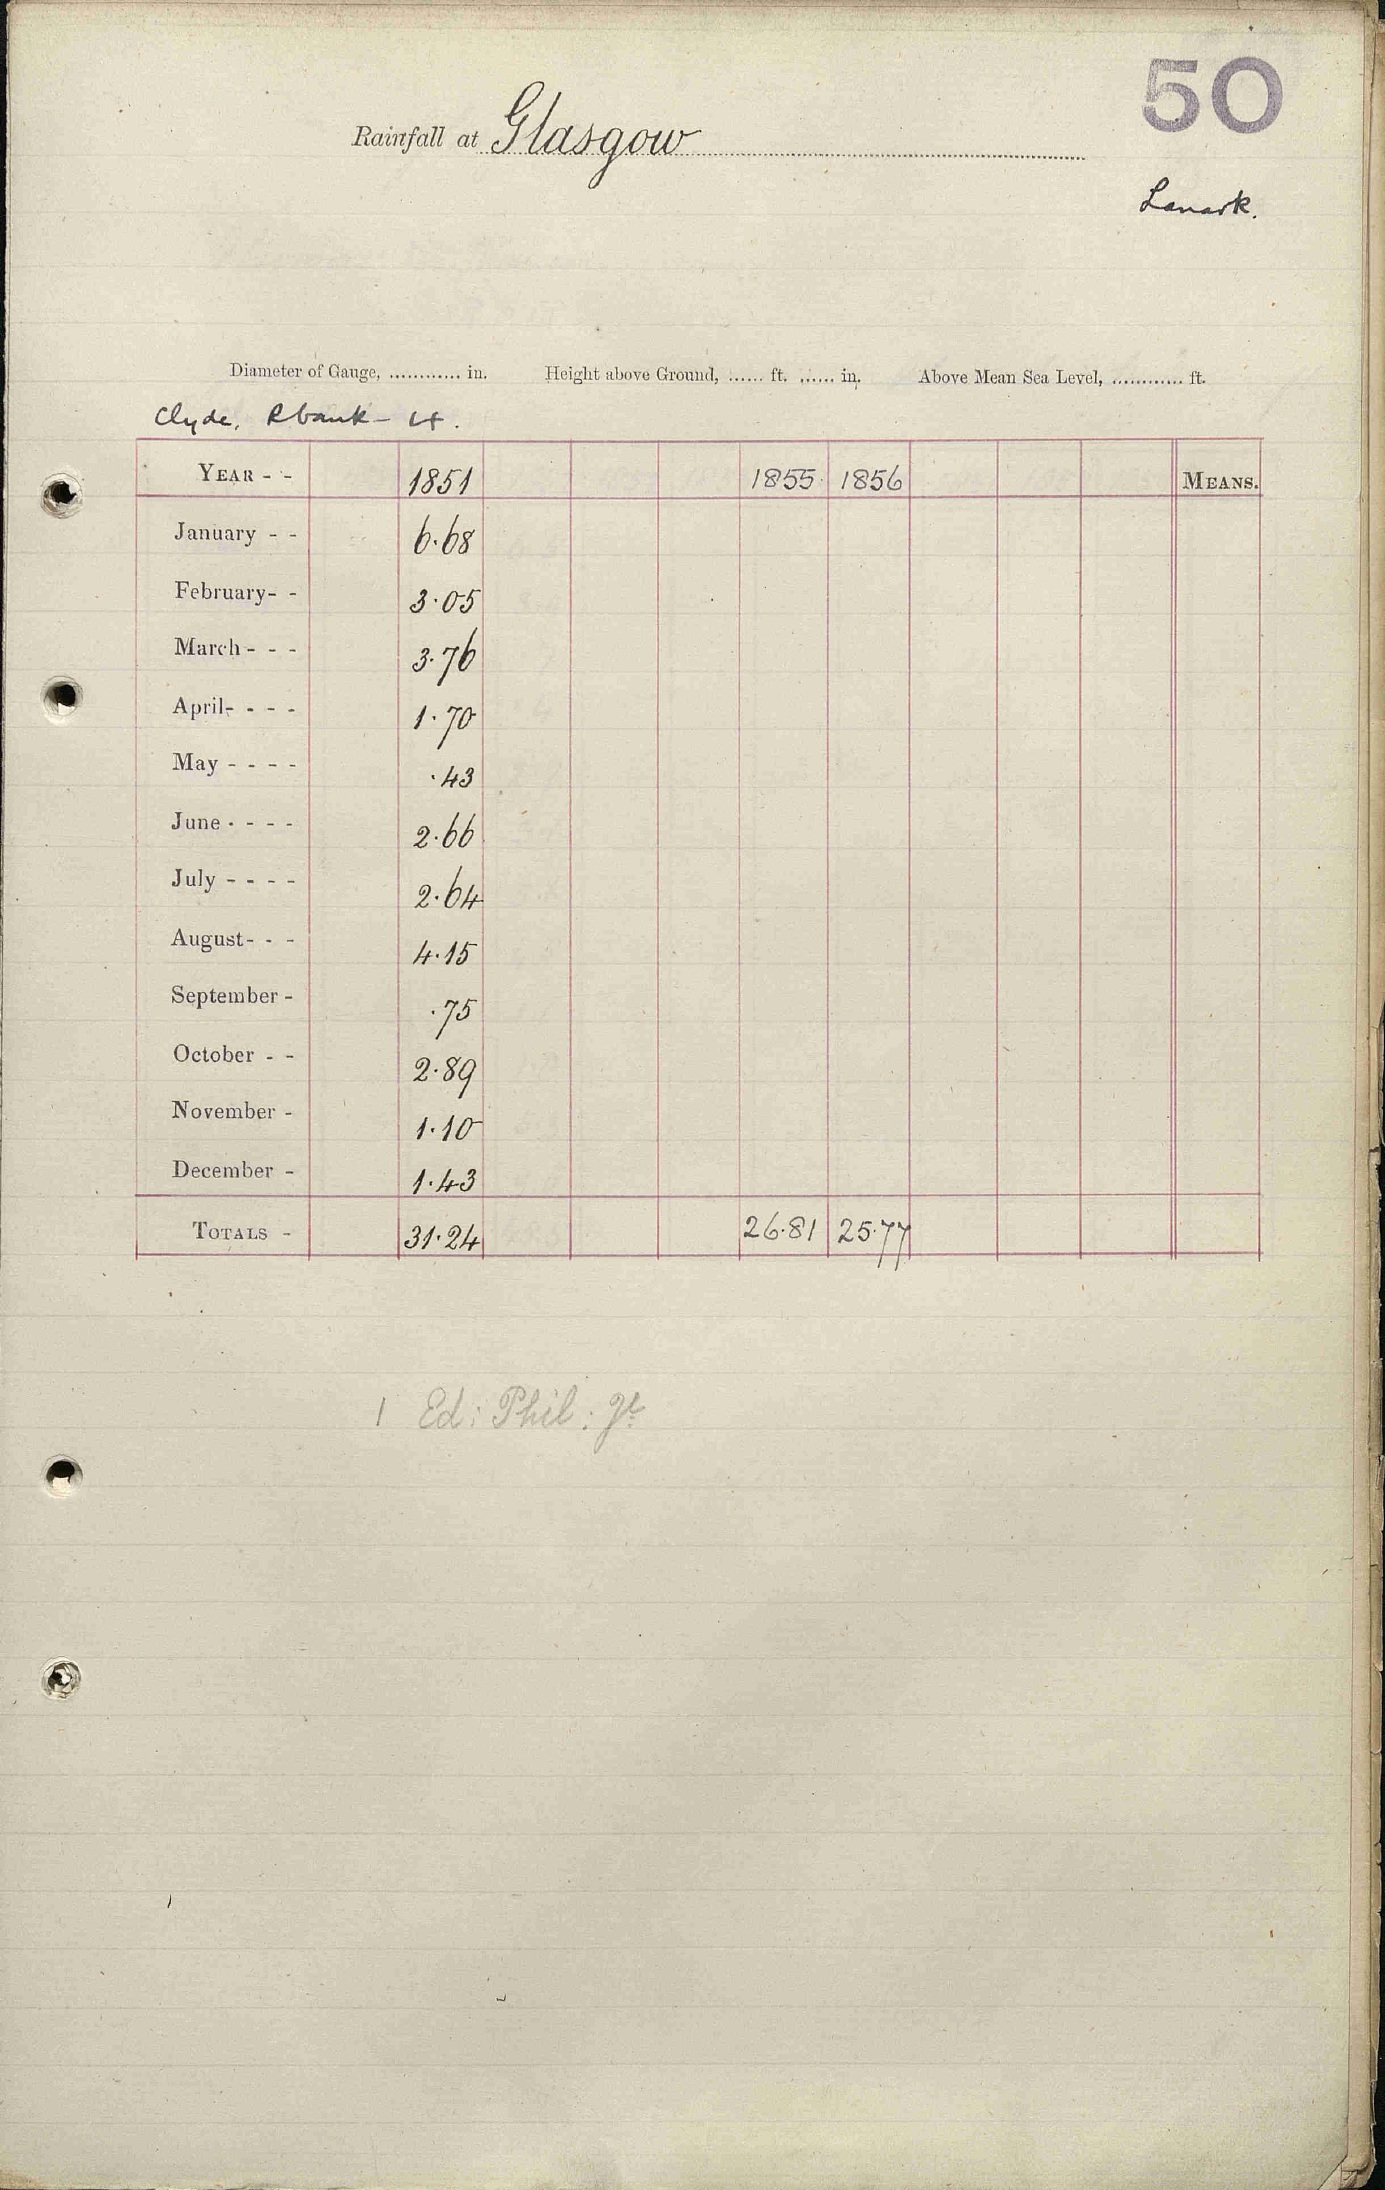 50
Rainfall at Glasgow
Lanark.
Diameter of Gauge, ............ in. Height above Ground, ...... ft. ...... in. Above Mean Sea Level, ............ ft.
Clyde, Rbank - 4.
YEAR - - 1851 1855 1856 MEANS.
January - - 6.68
February- - 3.05
March - - - 3.76
April- - - - 1.70
May - - - - .43
June - - - - 2.66
July - - - - 2.64
August- - - 4.15
September - .75
October - - 2.89
November - 1.10
December - 1.43
TOTALS - 31.24 26.81 25.77
1 Ed: Phil: